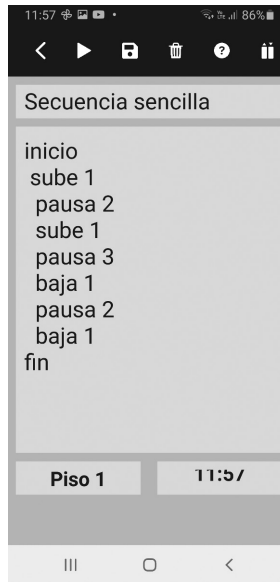 11:57
86%
Secuencia sencilla
inicio
sube 1
pausa 2
sube 1
pausa 3
baja 1
pausa 2
baja 1
fin
Piso 1
11:57